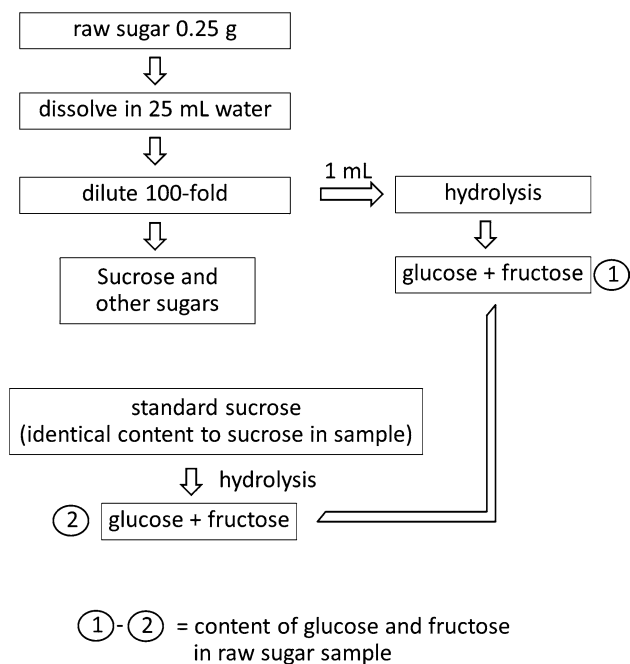 raw sugar 0.25 g
dissolve in 25 mL water
dilute 100-fold
1 mL
hydrolysis
Sucrose and
other sugars
glucose + fructose 1
standard sucrose
(identical content to sucrose in sample)
hydrolysis
2 glucose + fructose
1 - 2 = content of glucose and fructose
in raw sugar sample